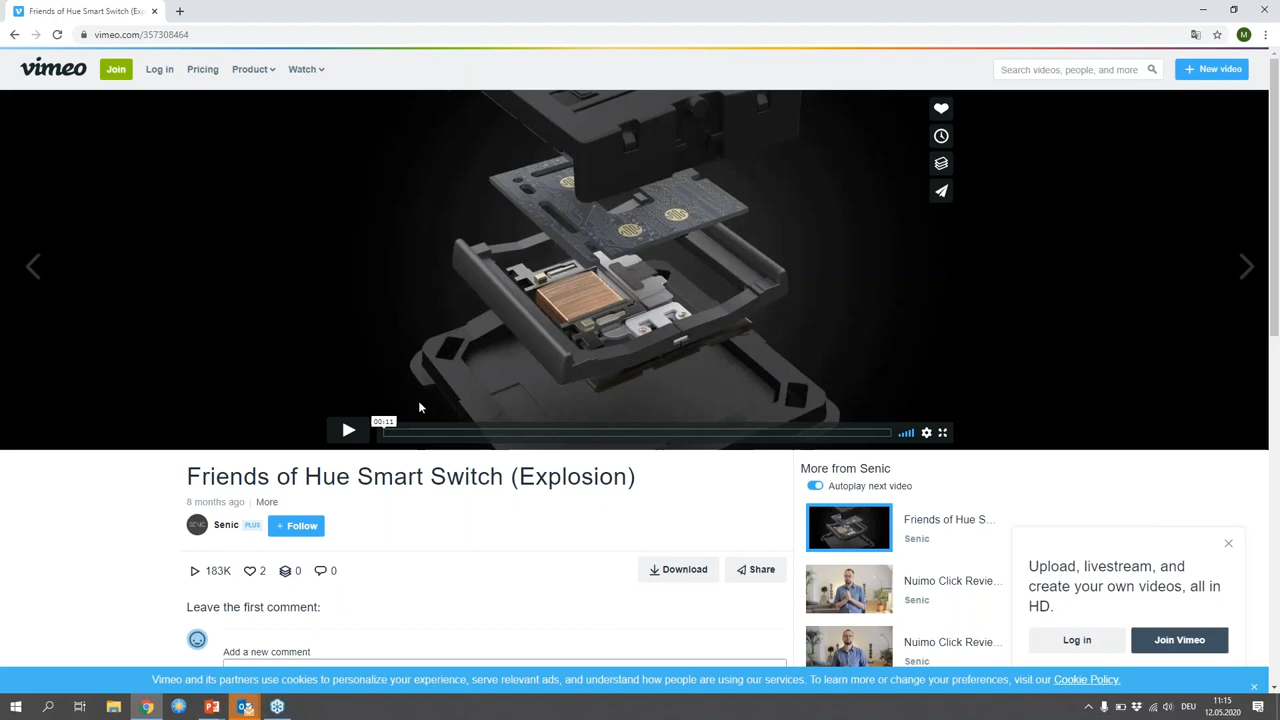 Friends of Hue Smart Switch (Exp
vimeo.com/357308464
M
vimeo
Join
Log in
Pricing
Product
Watch
Search videos, people, and more
+ New video
00:11
Friends of Hue Smart Switch (Explosion)
8 months ago
More
Senic
PLUS
+ Follow
183K
2
0
0
Download
Share
Leave the first comment:
Add a new comment
More from Senic
Autoplay next video
Friends of Hue S...
Senic
Nuimo Click Revie...
Senic
Nuimo Click Revie...
Senic
Upload, livestream, and
create your own videos, all in
HD.
Log in
Join Vimeo
Vimeo and its partners use cookies to personalize your experience, serve relevant ads, and understand how people are using our services. To learn more or change your preferences, visit our Cookie Policy.
DEU
11:15
12.05.2020